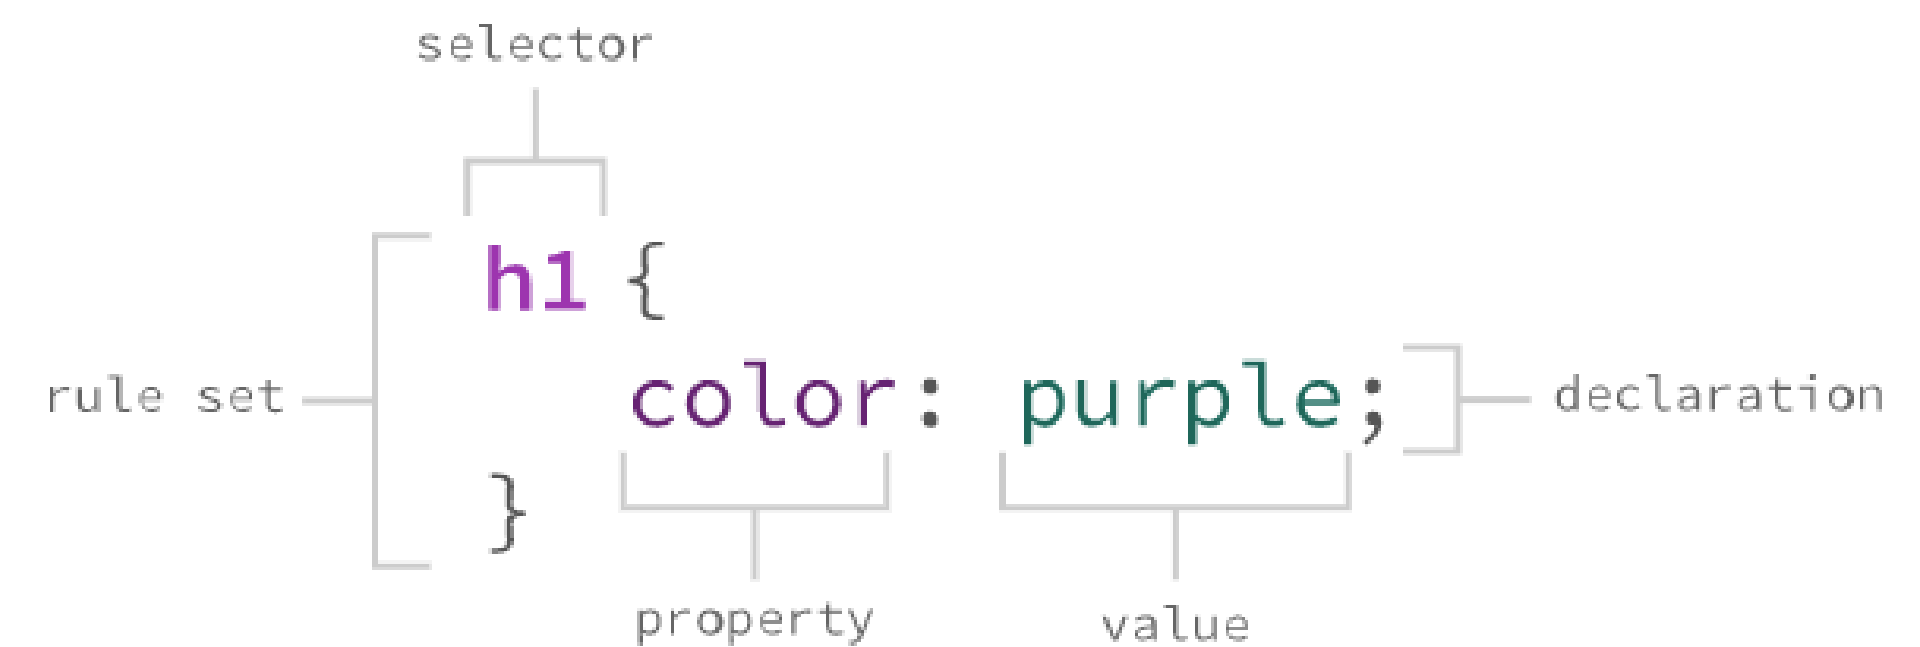 selector
h1 {
rule set
color: purple;
declaration
}
property
value